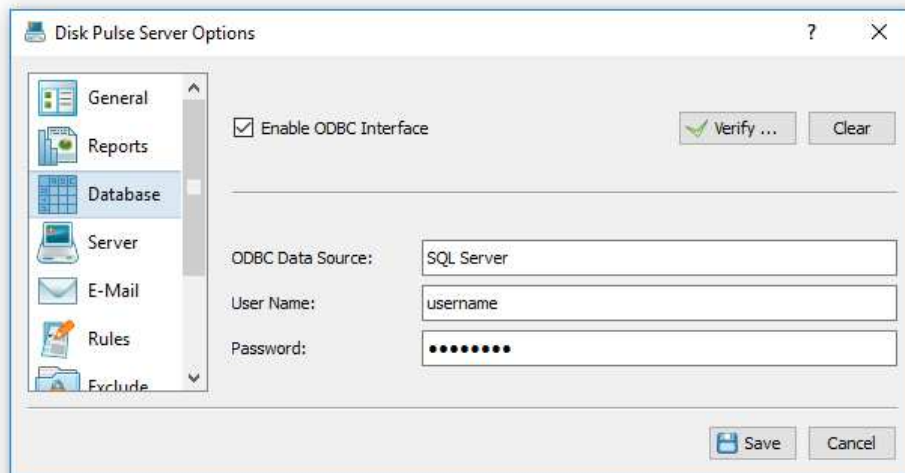 Disk Pulse Server Options
General
Reports
Database
Server
E-Mail
Rules
Exclude
Enable ODBC Interface
Verify ...
Clear
ODBC Data Source: SQL Server
User Name: username
Password: ●●●●●●●●
Save
Cancel